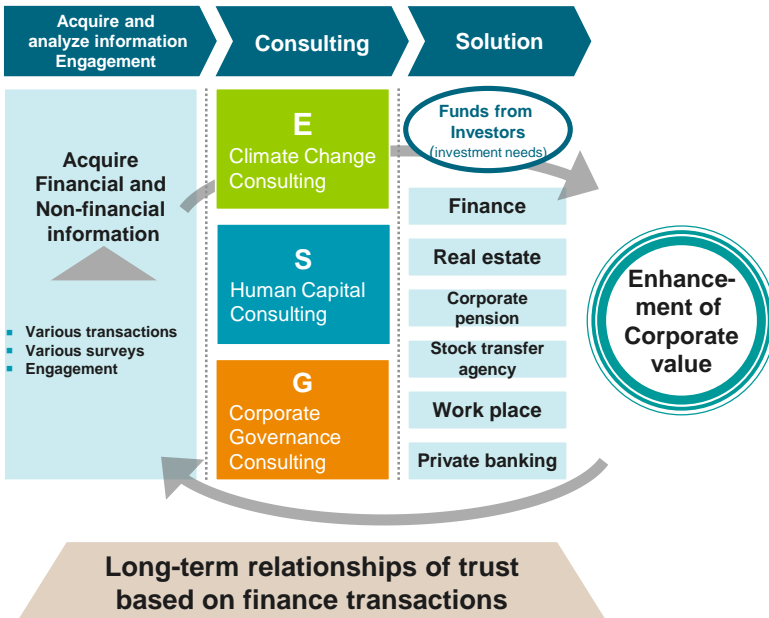 Acquire and
analyze information
Engagement
Consulting
Solution
Acquire
Financial and
Non-financial
information
▪ Various transactions
▪ Various surveys
▪ Engagement
E
Climate Change
Consulting
S
Human Capital
Consulting
G
Corporate
Governance
Consulting
Funds from
Investors
(investment needs)
Finance
Real estate
Corporate
pension
Stock transfer
agency
Work place
Private banking
Enhance-
ment of
Corporate
value
Long-term relationships of trust
based on finance transactions